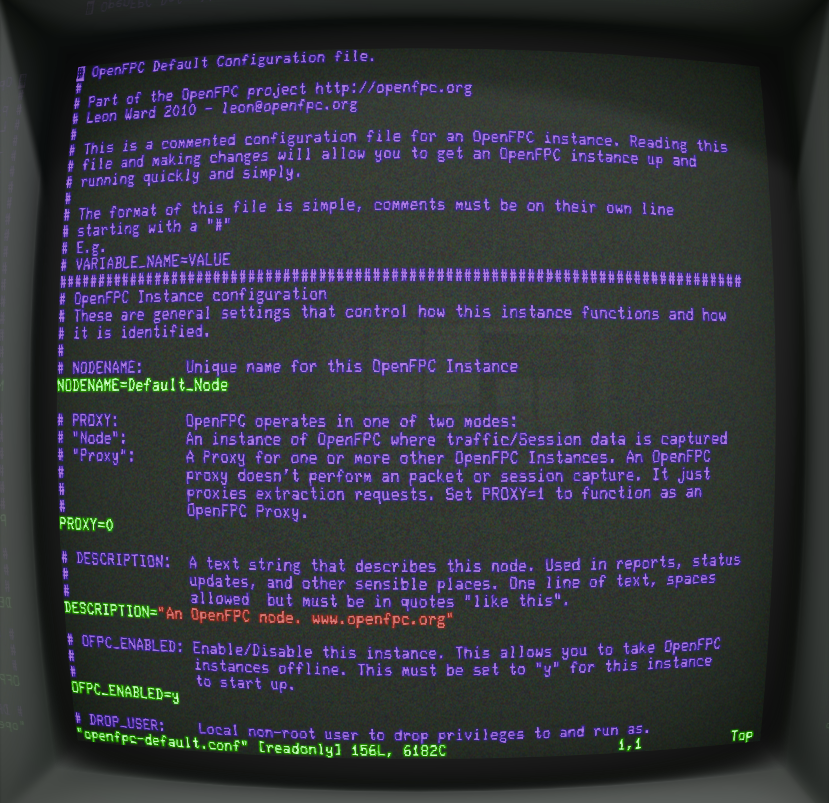 # OpenFPC Default Configuration file.
#
# Part of the OpenFPC project http://openfpc.org
# Leon Ward 2010 - leon@openfpc.org
#
# This is a commented configuration file for an OpenFPC instance. Reading this
# file and making changes will allow you to get an OpenFPC instance up and
# running quickly and simply.
#
# The format of this file is simple, comments must be on their own line
# starting with a "#"
# E.g.
# VARIABLE_NAME=VALUE
##########################################################################################
# OpenFPC Instance configuration
# These are general settings that control how this instance functions and how
# it is identified.
#
# NODENAME: Unique name for this OpenFPC Instance
NODENAME=Default_Node
# PROXY: OpenFPC operates in one of two modes:
# "Node": An instance of OpenFPC where traffic/Session data is captured
# "Proxy": A Proxy for one or more other OpenFPC Instances. An OpenFPC
# proxy doesn't perform an packet or session capture. It just
# proxies extraction requests. Set PROXY=1 to function as an
# OpenFPC Proxy.
PROXY=0
# DESCRIPTION: A text string that describes this node. Used in reports, status
# updates, and other sensible places. One line of text, spaces
# allowed but must be in quotes "like this".
DESCRIPTION="An OpenFPC node. www.openfpc.org"
# OFPC_ENABLED: Enable/Disable this instance. This allows you to take OpenFPC
# instances offline. This must be set to "y" for this instance
# to start up.
OFPC_ENABLED=y
# DROP_USER: Local non-root user to drop privileges to and run as.
"openfpc-default.conf" [readonly] 156L, 6182C 1,1 Top